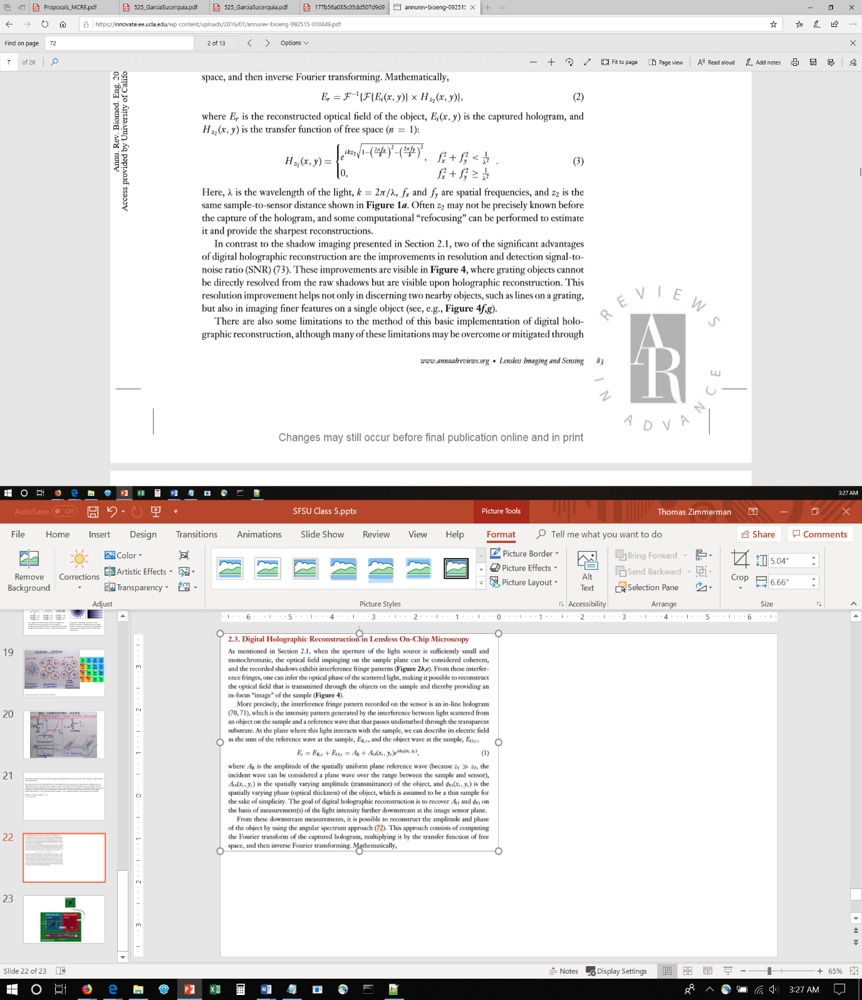 Proposals_MCRE.pdf
525_GarciaSucerquia.pdf
525_GarciaSucerquia.pdf
177b56a035c05dd507d9d9
annurev-bioeng-092515
https://innovate.ee.ucla.edu/wp-content/uploads/2016/01/annurev-bioeng-092515-010849.pdf
Find on page 72 2 of 13 Options
7 of 26 Fit to page Page view Read aloud Add notes
Annu. Rev. Biomed. Eng. 20
Access provided by University of Califo
space, and then inverse Fourier transforming. Mathematically,
E_r = F^{-1}{F{E_i(x, y)} × H_{z_2}(x, y)}, (2)
where E_r is the reconstructed optical field of the object, E_i(x, y) is the captured hologram, and
H_{z_2}(x, y) is the transfer function of free space (n = 1):
H_{z_2}(x, y) = { e^{ikz_2 √(1−(2πf_x/k)^2−(2πf_y/k)^2)}, f_x^2 + f_y^2 < 1/λ^2
0, f_x^2 + f_y^2 ≥ 1/λ^2 . (3)
Here, λ is the wavelength of the light, k = 2π/λ, f_x and f_y are spatial frequencies, and z_2 is the
same sample-to-sensor distance shown in Figure 1a. Often z_2 may not be precisely known before
the capture of the hologram, and some computational “refocusing” can be performed to estimate
it and provide the sharpest reconstructions.
In contrast to the shadow imaging presented in Section 2.1, two of the significant advantages
of digital holographic reconstruction are the improvements in resolution and detection signal-to-
noise ratio (SNR) (73). These improvements are visible in Figure 4, where grating objects cannot
be directly resolved from the raw shadows but are visible upon holographic reconstruction. This
resolution improvement helps not only in discerning two nearby objects, such as lines on a grating,
but also in imaging finer features on a single object (see, e.g., Figure 4f,g).
There are also some limitations to the method of this basic implementation of digital holo-
graphic reconstruction, although many of these limitations may be overcome or mitigated through
www.annualreviews.org • Lensless Imaging and Sensing 83
REVIEWS
AR
IN ADVANCE
Changes may still occur before final publication online and in print
3:27 AM
AutoSave Off SFSU Class 5.pptx Picture Tools Thomas Zimmerman
File Home Insert Design Transitions Animations Slide Show Review View Help Format Tell me what you want to do Share Comments
Remove Background
Corrections
Color
Artistic Effects
Transparency
Adjust
Picture Styles
Picture Border
Picture Effects
Picture Layout
Alt Text
Accessibility
Bring Forward
Send Backward
Selection Pane
Arrange
Crop
5.04"
6.66"
Size
6 5 4 3 2 1 0 1 2 3 4 5 6
3 2 1 0 1 2 3
19
20
21
22
23
2.3. Digital Holographic Reconstruction in Lensless On-Chip Microscopy
As mentioned in Section 2.1, when the aperture of the light source is sufficiently small and
monochromatic, the optical field impinging on the sample plane can be considered coherent,
and the recorded shadows exhibit interference fringe patterns (Figure 2b,e). From these interfer-
ence fringes, one can infer the optical phase of the scattered light, making it possible to reconstruct
the optical field that is transmitted through the objects on the sample and thereby providing an
in-focus “image” of the sample (Figure 4).
More precisely, the interference fringe pattern recorded on the sensor is an in-line hologram
(70, 71), which is the intensity pattern generated by the interference between light scattered from
an object on the sample and a reference wave that that passes undisturbed through the transparent
substrate. At the plane where this light interacts with the sample, we can describe its electric field
as the sum of the reference wave at the sample, E_{R,s}, and the object wave at the sample, E_{O,s},
E_s = E_{R,s} + E_{O,s} = A_R + A_O(x_s, y_s)e^{iφ_O(x_s, y_s)}, (1)
where A_R is the amplitude of the spatially uniform plane reference wave (because z_1 ≫ z_2, the
incident wave can be considered a plane wave over the range between the sample and sensor),
A_O(x_s, y_s) is the spatially varying amplitude (transmittance) of the object, and φ_O(x_s, y_s) is the
spatially varying phase (optical thickness) of the object, which is assumed to be a thin sample for
the sake of simplicity. The goal of digital holographic reconstruction is to recover A_O and φ_O on
the basis of measurement(s) of the light intensity further downstream at the image sensor plane.
From these downstream measurements, it is possible to reconstruct the amplitude and phase
of the object by using the angular spectrum approach (72). This approach consists of computing
the Fourier transform of the captured hologram, multiplying it by the transfer function of free
space, and then inverse Fourier transforming. Mathematically,
Slide 22 of 23 Notes Display Settings 65%
3:27 AM